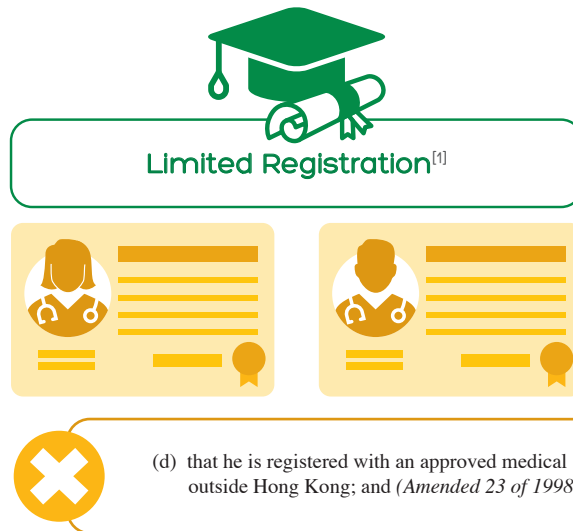 Limited Registration[1]
(d) that he is registered with an approved medical
outside Hong Kong; and (Amended 23 of 1998